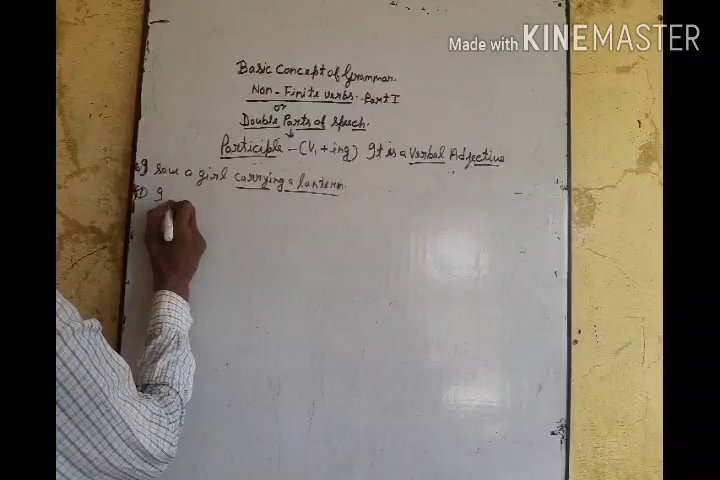 Made with KINEMASTER
Basic Concept of Grammar.
Non-Finite verbs. Part I
or
Double Parts of Speech.
Participle - (V1 + ing) It is a Verbal Adjective
I saw a girl carrying a lantern.
I